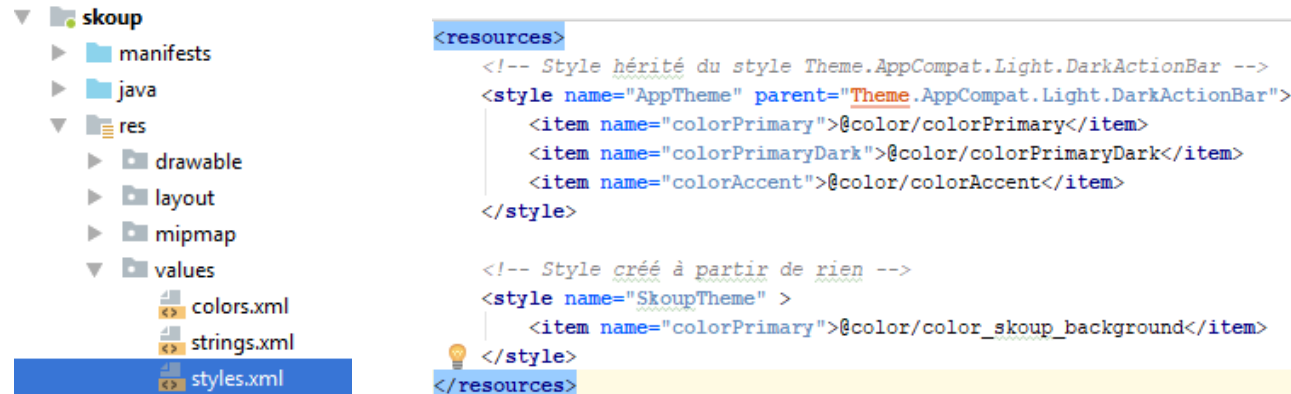 skoup
manifests
java
res
drawable
layout
mipmap
values
colors.xml
strings.xml
styles.xml
<resources>
<!-- Style hérité du style Theme.AppCompat.Light.DarkActionBar -->
<style name="AppTheme" parent="Theme.AppCompat.Light.DarkActionBar">
<item name="colorPrimary">@color/colorPrimary</item>
<item name="colorPrimaryDark">@color/colorPrimaryDark</item>
<item name="colorAccent">@color/colorAccent</item>
</style>
<!-- Style créé à partir de rien -->
<style name="SkoupTheme" >
<item name="colorPrimary">@color/color_skoup_background</item>
</style>
</resources>